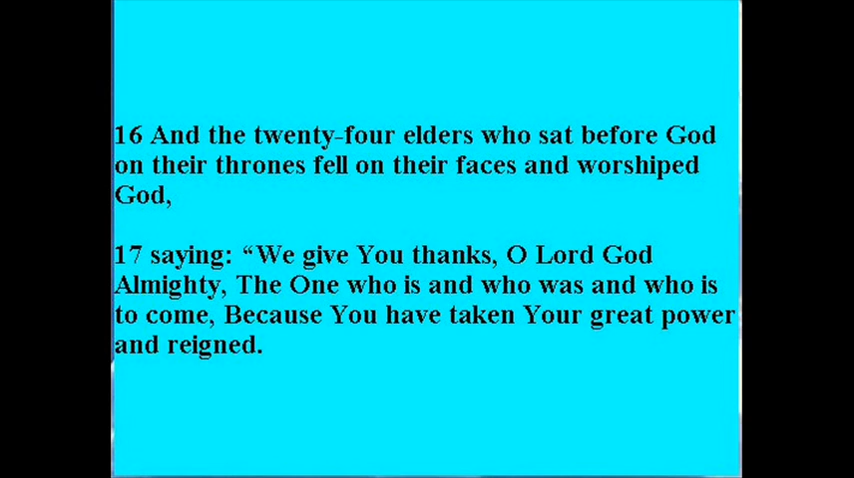 16 And the twenty-four elders who sat before God
on their thrones fell on their faces and worshiped
God,
17 saying: “We give You thanks, O Lord God
Almighty, The One who is and who was and who is
to come, Because You have taken Your great power
and reigned.